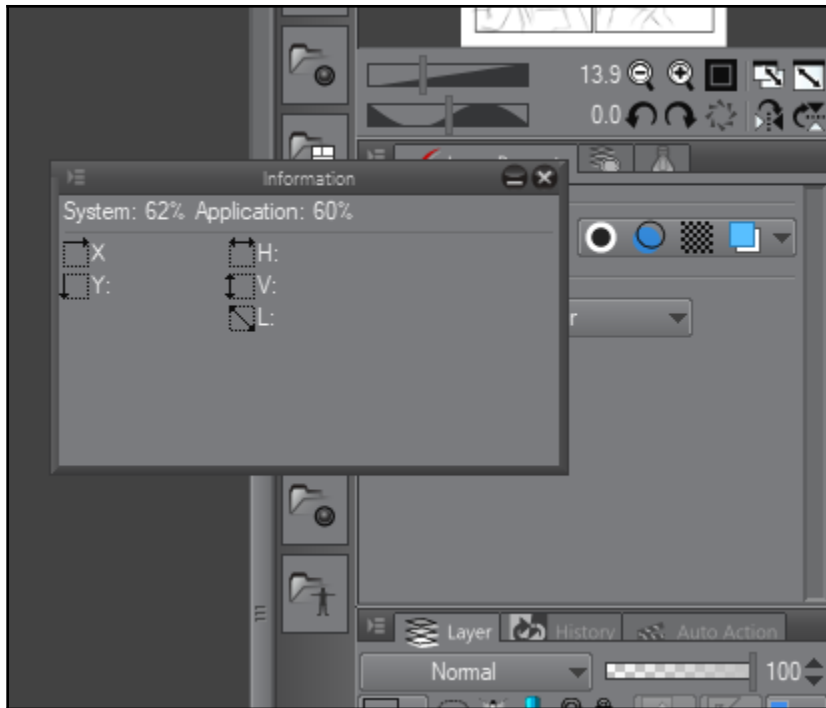 13.9
0.0
Information
System: 62% Application: 60%
X H:
Y: V:
L:
r
Layer History Auto Action
Normal 100